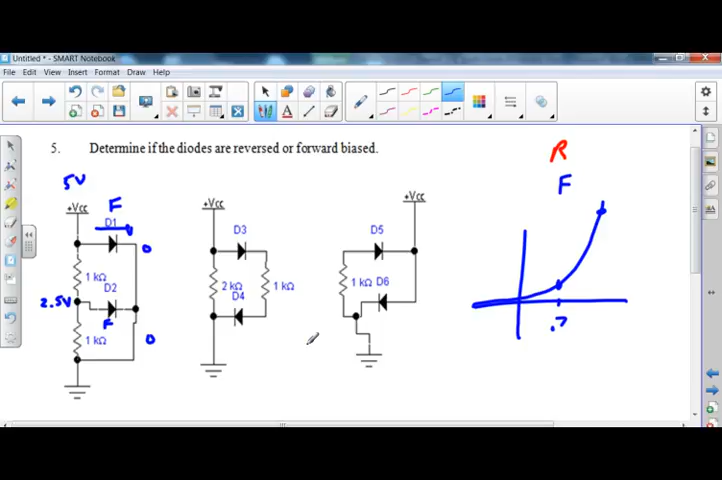 Untitled * - SMART Notebook
File Edit View Insert Format Draw Help
5. Determine if the diodes are reversed or forward biased.
R
F
5V
+Vcc
F
D1
0
1 kΩ
D2
2.5V
F
1 kΩ
0
+Vcc
D3
2 kΩ
1 kΩ
D4
+Vcc
D5
1 kΩ
D6
.7